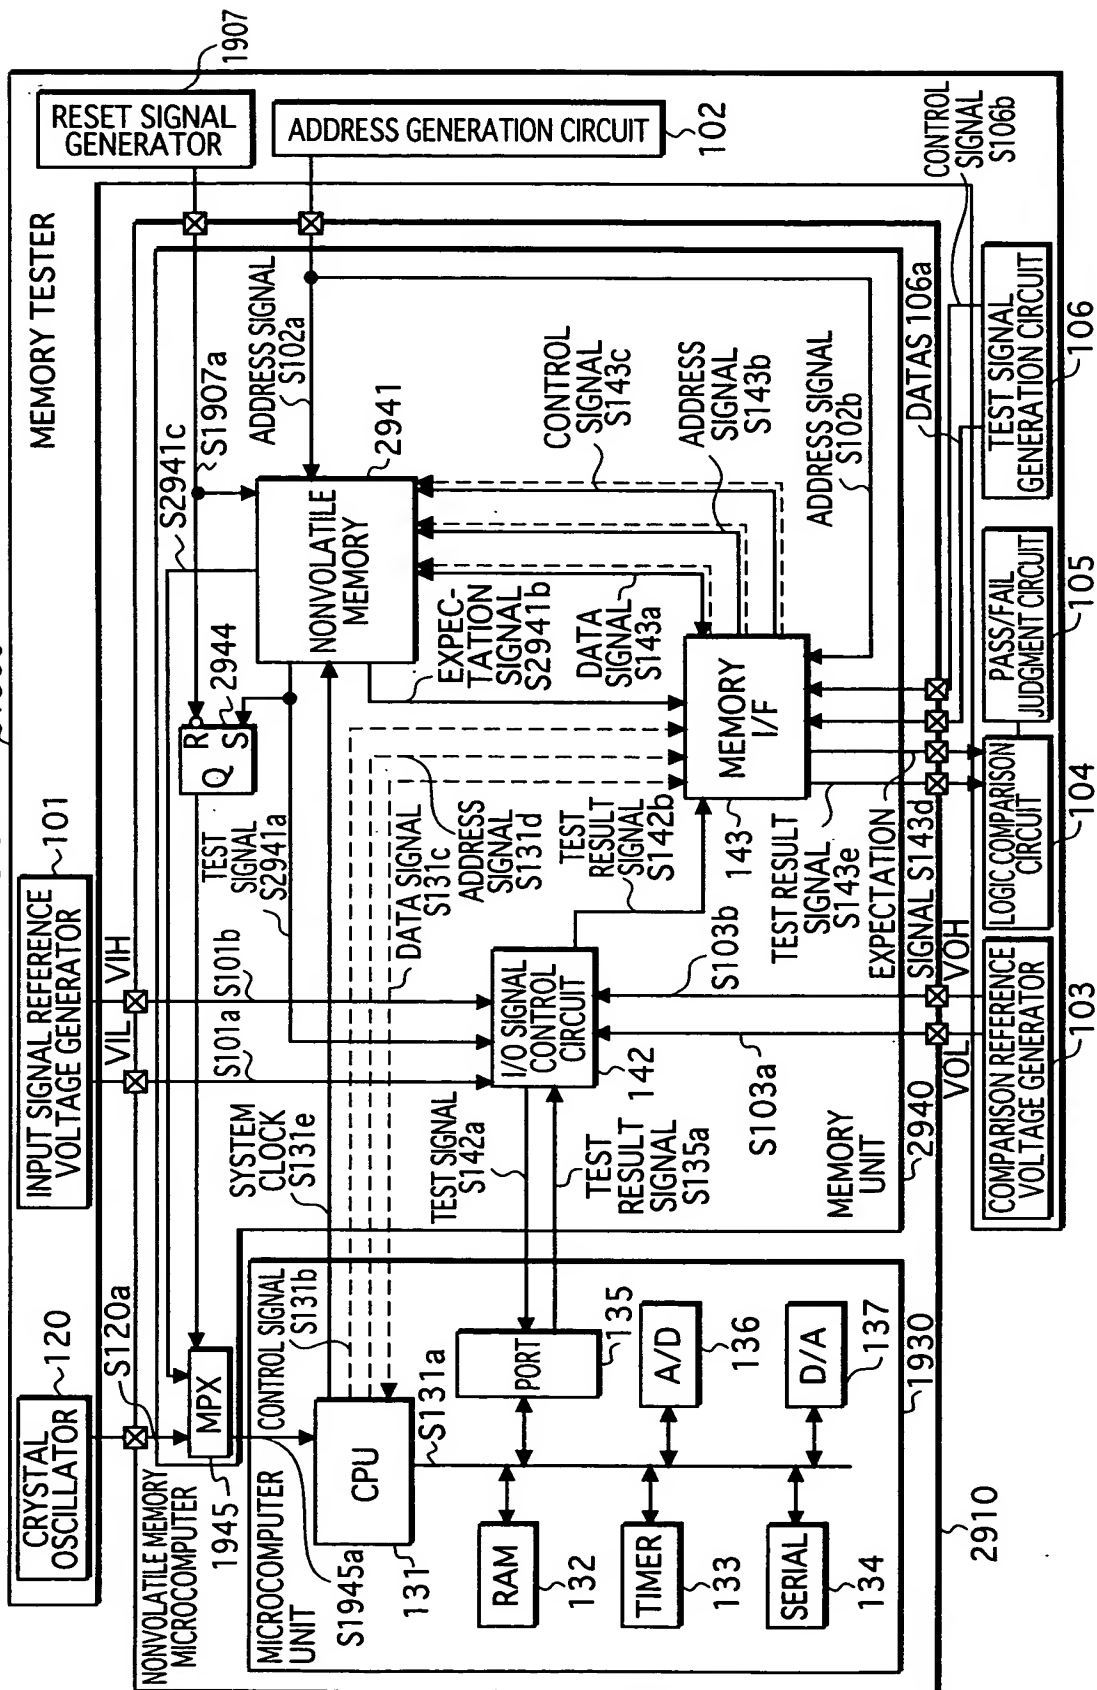 MEMORY TESTER
CRYSTAL
OSCILLATOR
120
S120a
INPUT SIGNAL REFERENCE
VOLTAGE GENERATOR
101
VIL
VIH
RESET SIGNAL
GENERATOR
1907
ADDRESS GENERATION CIRCUIT
102
NONVOLATILE MEMORY
MICROCOMPUTER
MPX
1945
S1945a
S2941c
S1907a
ADDRESS SIGNAL
S102a
R
S
Q
2944
TEST
SIGNAL
S2941a
S101a
S101b
NONVOLATILE
MEMORY
2941
SYSTEM
CLOCK
S131e
CONTROL SIGNAL
S131b
DATA SIGNAL
S131c
ADDRESS
SIGNAL
S131d
EXPEC-
TATION
SIGNAL
S2941b
DATA
SIGNAL
S143a
CONTROL
SIGNAL
S143c
ADDRESS
SIGNAL
S143b
ADDRESS SIGNAL
S102b
MICROCOMPUTER
UNIT
CPU
131
S131a
RAM
132
TIMER
133
SERIAL
134
PORT
135
A/D
136
D/A
137
1930
2910
TEST SIGNAL
S142a
TEST
RESULT
SIGNAL
S135a
I/O SIGNAL
CONTROL
CIRCUIT
142
TEST
RESULT
SIGNAL
S142b
MEMORY
I/F
143
S103a
S103b
TEST RESULT
SIGNAL
S143e
EXPECTATION
SIGNAL S143d
MEMORY
UNIT
2940
VOL
VOH
DATAS 106a
CONTROL
SIGNAL
S106b
COMPARISON REFERENCE
VOLTAGE GENERATOR
103
LOGIC COMPARISON
CIRCUIT
104
PASS/FAIL
JUDGMENT CIRCUIT
105
TEST SIGNAL
GENERATION CIRCUIT
106